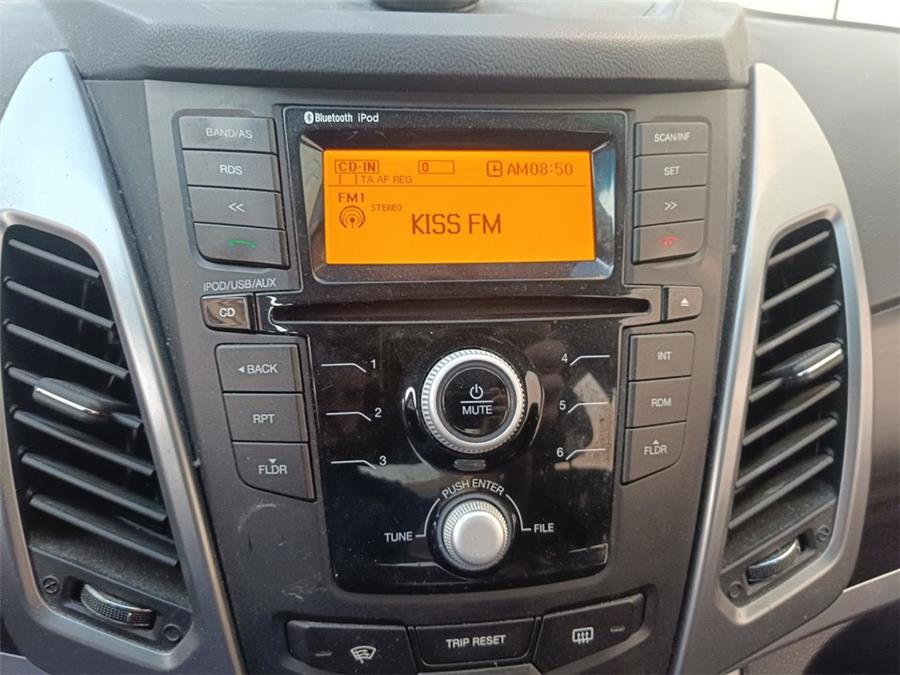 Bluetooth iPod
BAND/AS
RDS
<<
CD-IN
0
AM08:50
[ ] TA AF REG
FM1
STEREO
KISS FM
SCAN/INF
SET
>>
IPOD/USB/AUX
CD
BACK
RPT
FLDR
1
2
3
MUTE
4
5
6
INT
RDM
FLDR
PUSH ENTER
TUNE
FILE
TRIP RESET